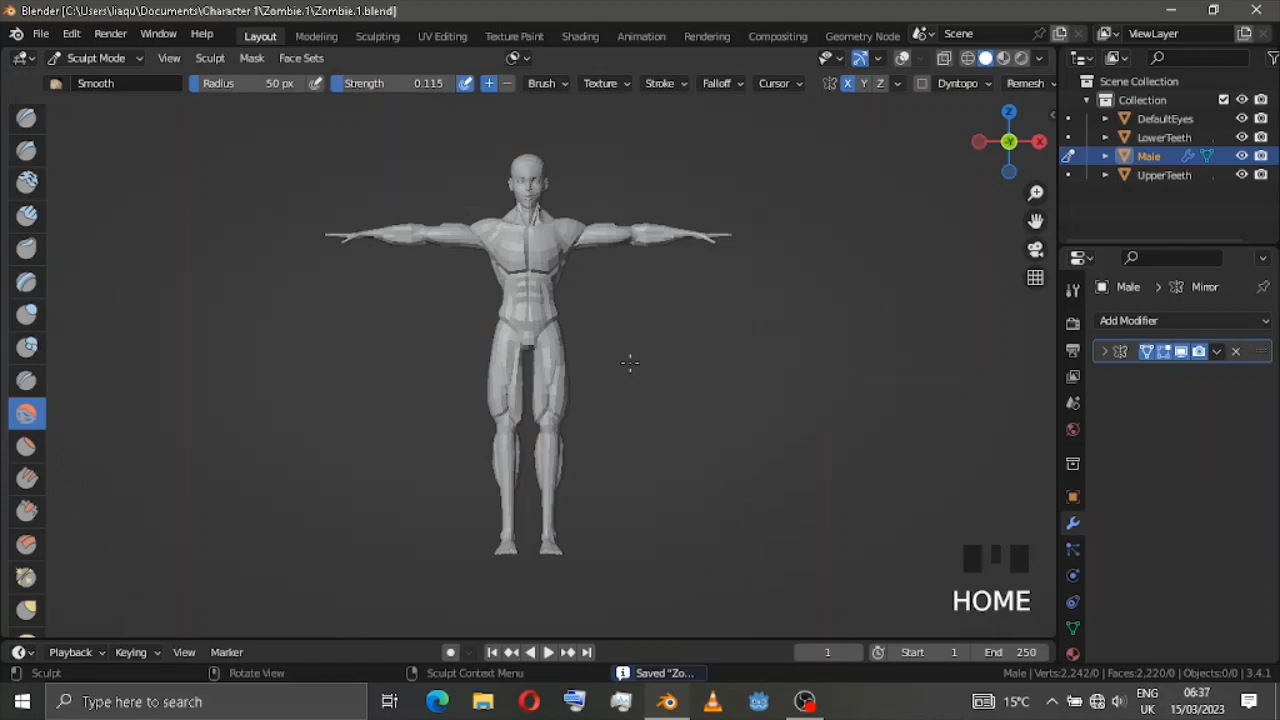 Blender [C:\Users\liaqu\Documents\Character 1\Zombie.1\Zombie.1.blend]
File Edit Render Window Help Layout Modeling Sculpting UV Editing Texture Paint Shading Animation Rendering Compositing Geometry Node Scene ViewLayer
Sculpt Mode View Sculpt Mask Face Sets
Smooth Radius 50 px Strength 0.115 Brush Texture Stroke Falloff Cursor X Y Z Dyntopo Remesh
Scene Collection
Collection
DefaultEyes
LowerTeeth
Male
UpperTeeth
Z
-Y X
Male > Mirror
Add Modifier
HOME
Playback Keying View Marker 1 Start 1 End 250
Sculpt Rotate View Sculpt Context Menu Saved "Zo... Male | Verts:2,242/0 | Faces:2,220/0 | Objects:0/0 | 3.4.1
Type here to search 15°C ENG UK 06:37 15/03/2023